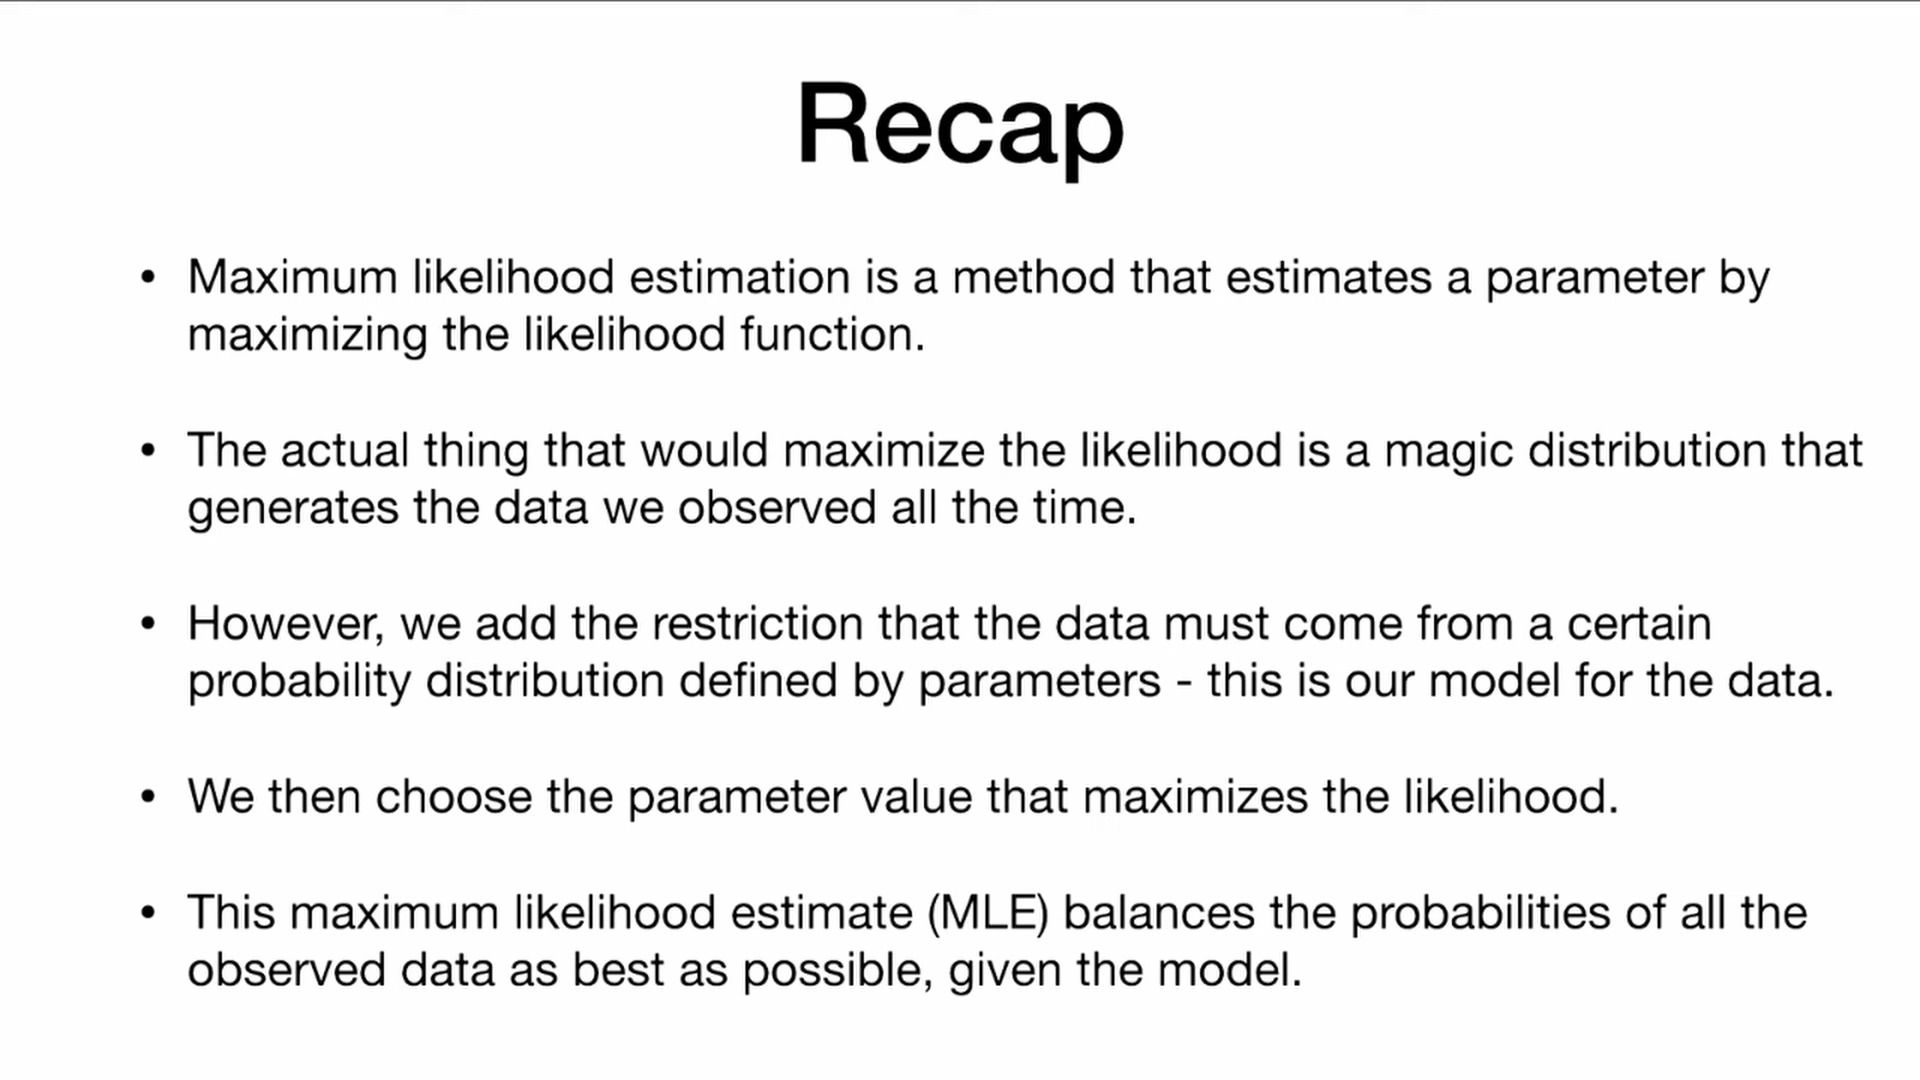 Recap
• Maximum likelihood estimation is a method that estimates a parameter by
maximizing the likelihood function.
• The actual thing that would maximize the likelihood is a magic distribution that
generates the data we observed all the time.
• However, we add the restriction that the data must come from a certain
probability distribution defined by parameters - this is our model for the data.
• We then choose the parameter value that maximizes the likelihood.
• This maximum likelihood estimate (MLE) balances the probabilities of all the
observed data as best as possible, given the model.